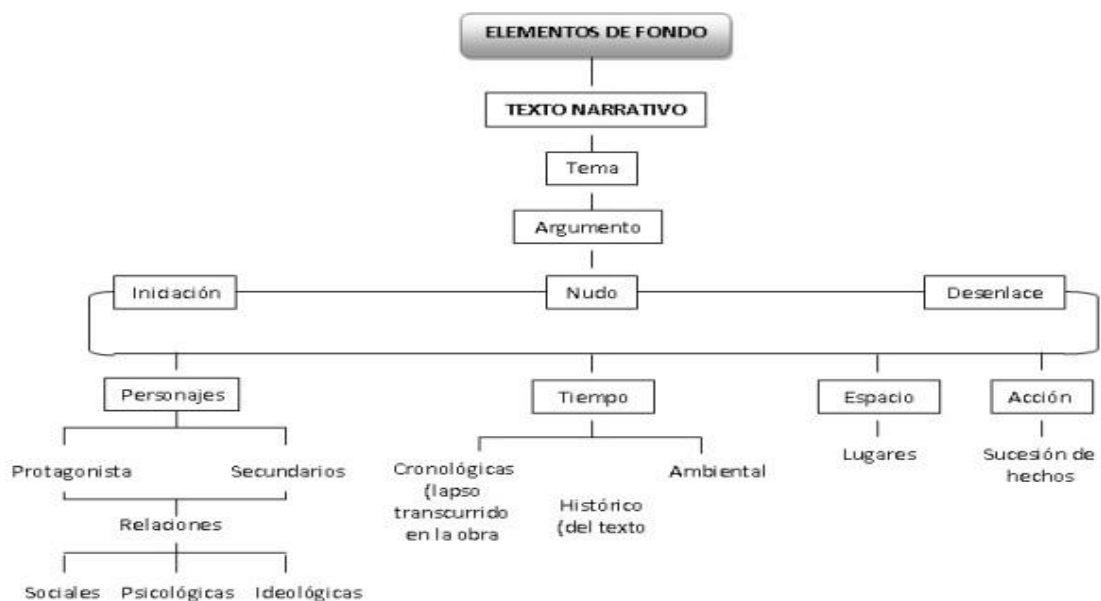 ELEMENTOS DE FONDO
TEXTO NARRATIVO
Tema
Argumento
Iniciación
Nudo
Desenlace
Personajes
Tiempo
Espacio
Acción
Protagonista
Secundarios
Cronológicas
(lapso
transcurrido
en la obra
Histórico
(del texto
Ambiental
Lugares
Sucesión de
hechos
Relaciones
Sociales
Psicológicas
Ideológicas